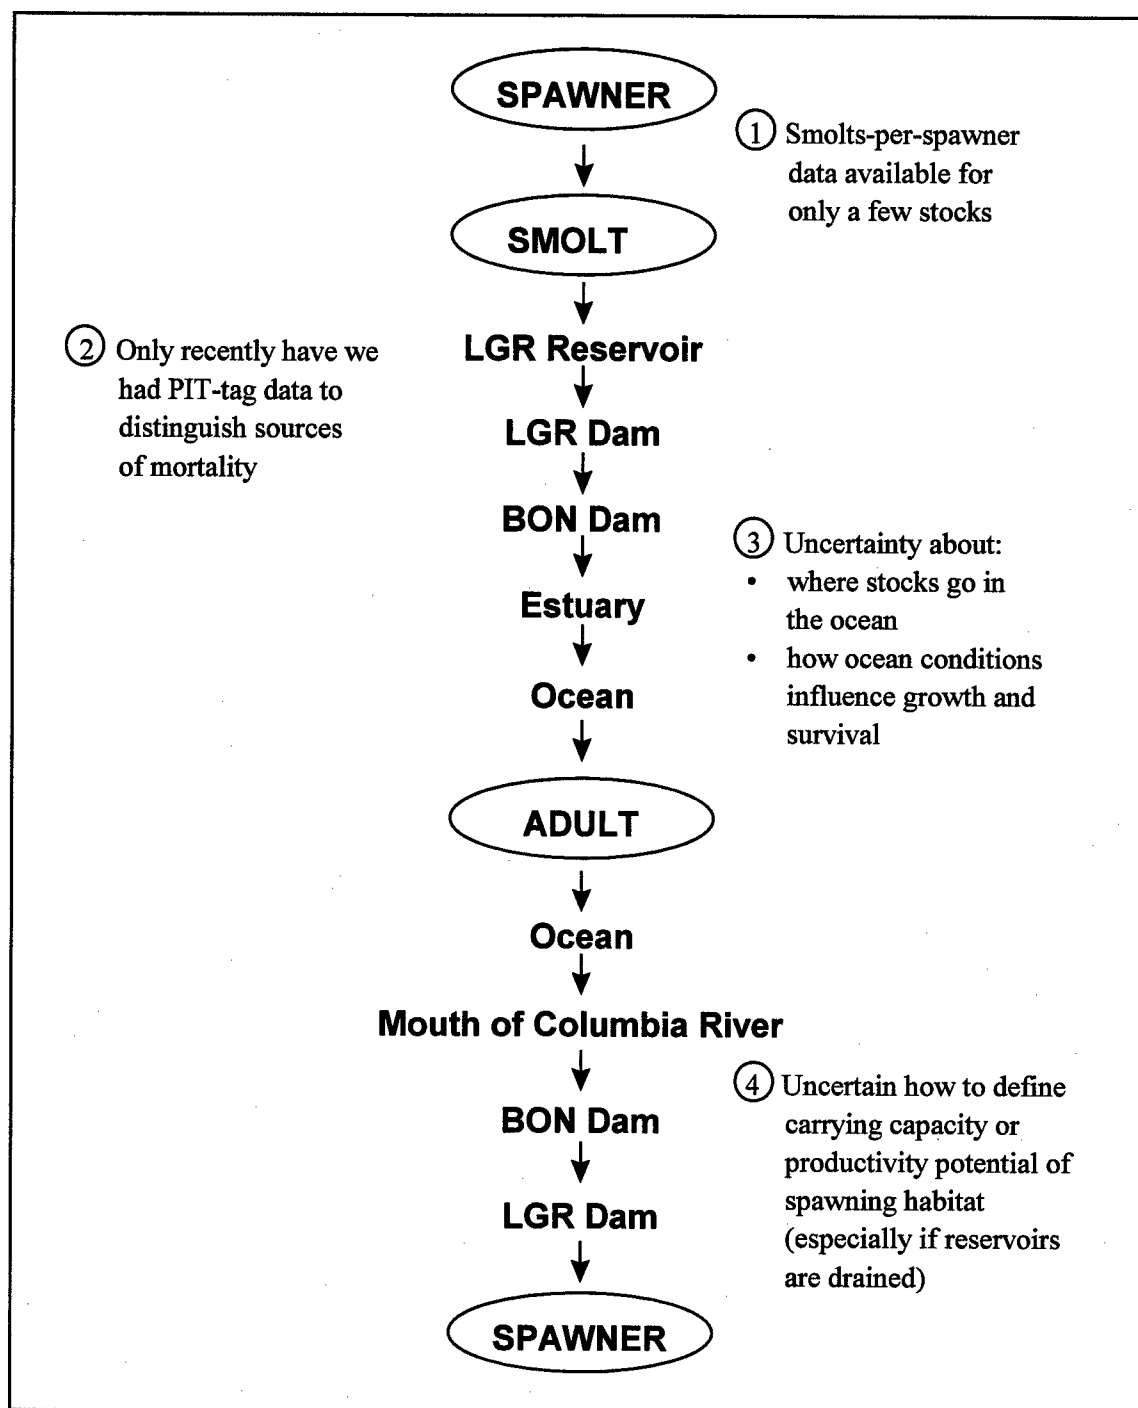 SPAWNER
① Smolts-per-spawner
data available for
only a few stocks
SMOLT
② Only recently have we
had PIT-tag data to
distinguish sources
of mortality
LGR Reservoir
LGR Dam
BON Dam
③ Uncertainty about:
• where stocks go in
the ocean
• how ocean conditions
influence growth and
survival
Estuary
Ocean
ADULT
Ocean
Mouth of Columbia River
BON Dam
④ Uncertain how to define
carrying capacity or
productivity potential of
spawning habitat
(especially if reservoirs
are drained)
LGR Dam
SPAWNER